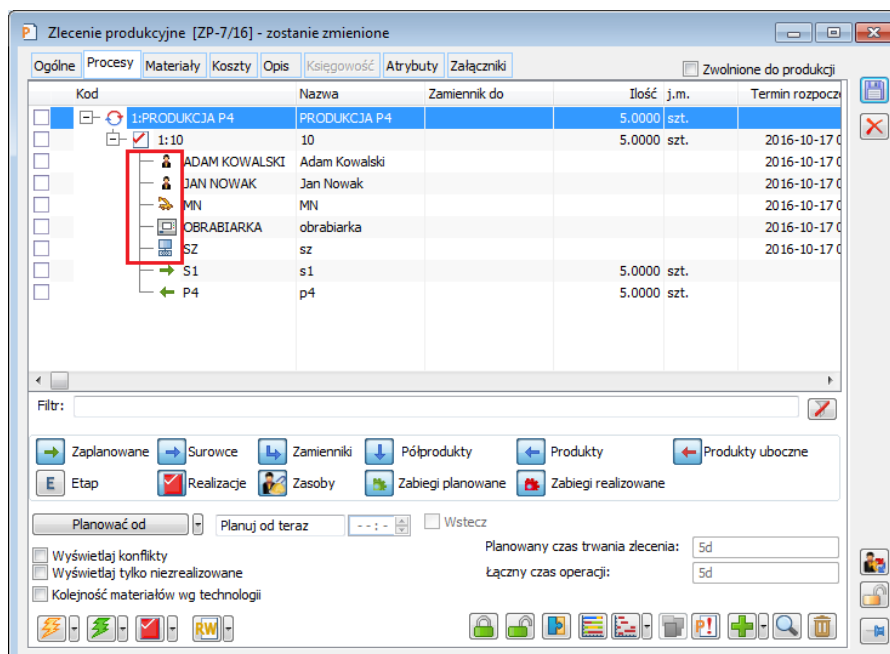 Zlecenie produkcyjne [ZP-7/16] - zostanie zmienione
Ogólne Procesy Materiały Koszty Opis Księgowość Atrybuty Załączniki Zwolnione do produkcji
Kod Nazwa Zamiennik do Ilość j.m. Termin rozpocz
1:PRODUKCJA P4 PRODUKCJA P4 5.0000 szt.
1:10 10 5.0000 szt. 2016-10-17 0
ADAM KOWALSKI Adam Kowalski 2016-10-17 0
JAN NOWAK Jan Nowak 2016-10-17 0
MN MN 2016-10-17 0
OBRABIARKA obrabiarka 2016-10-17 0
SZ sz 2016-10-17 0
S1 s1 5.0000 szt.
P4 p4 5.0000 szt.
Filtr:
Zaplanowane Surowce Zamienniki Półprodukty Produkty Produkty uboczne
E Etap Realizacje Zasoby Zabiegi planowane Zabiegi realizowane
Planować od Planuj od teraz --:-- Wstecz
Planowany czas trwania zlecenia: 5d
Wyświetlaj konflikty
Wyświetlaj tylko niezrealizowane Łączny czas operacji: 5d
Kolejność materiałów wg technologii
RW P!